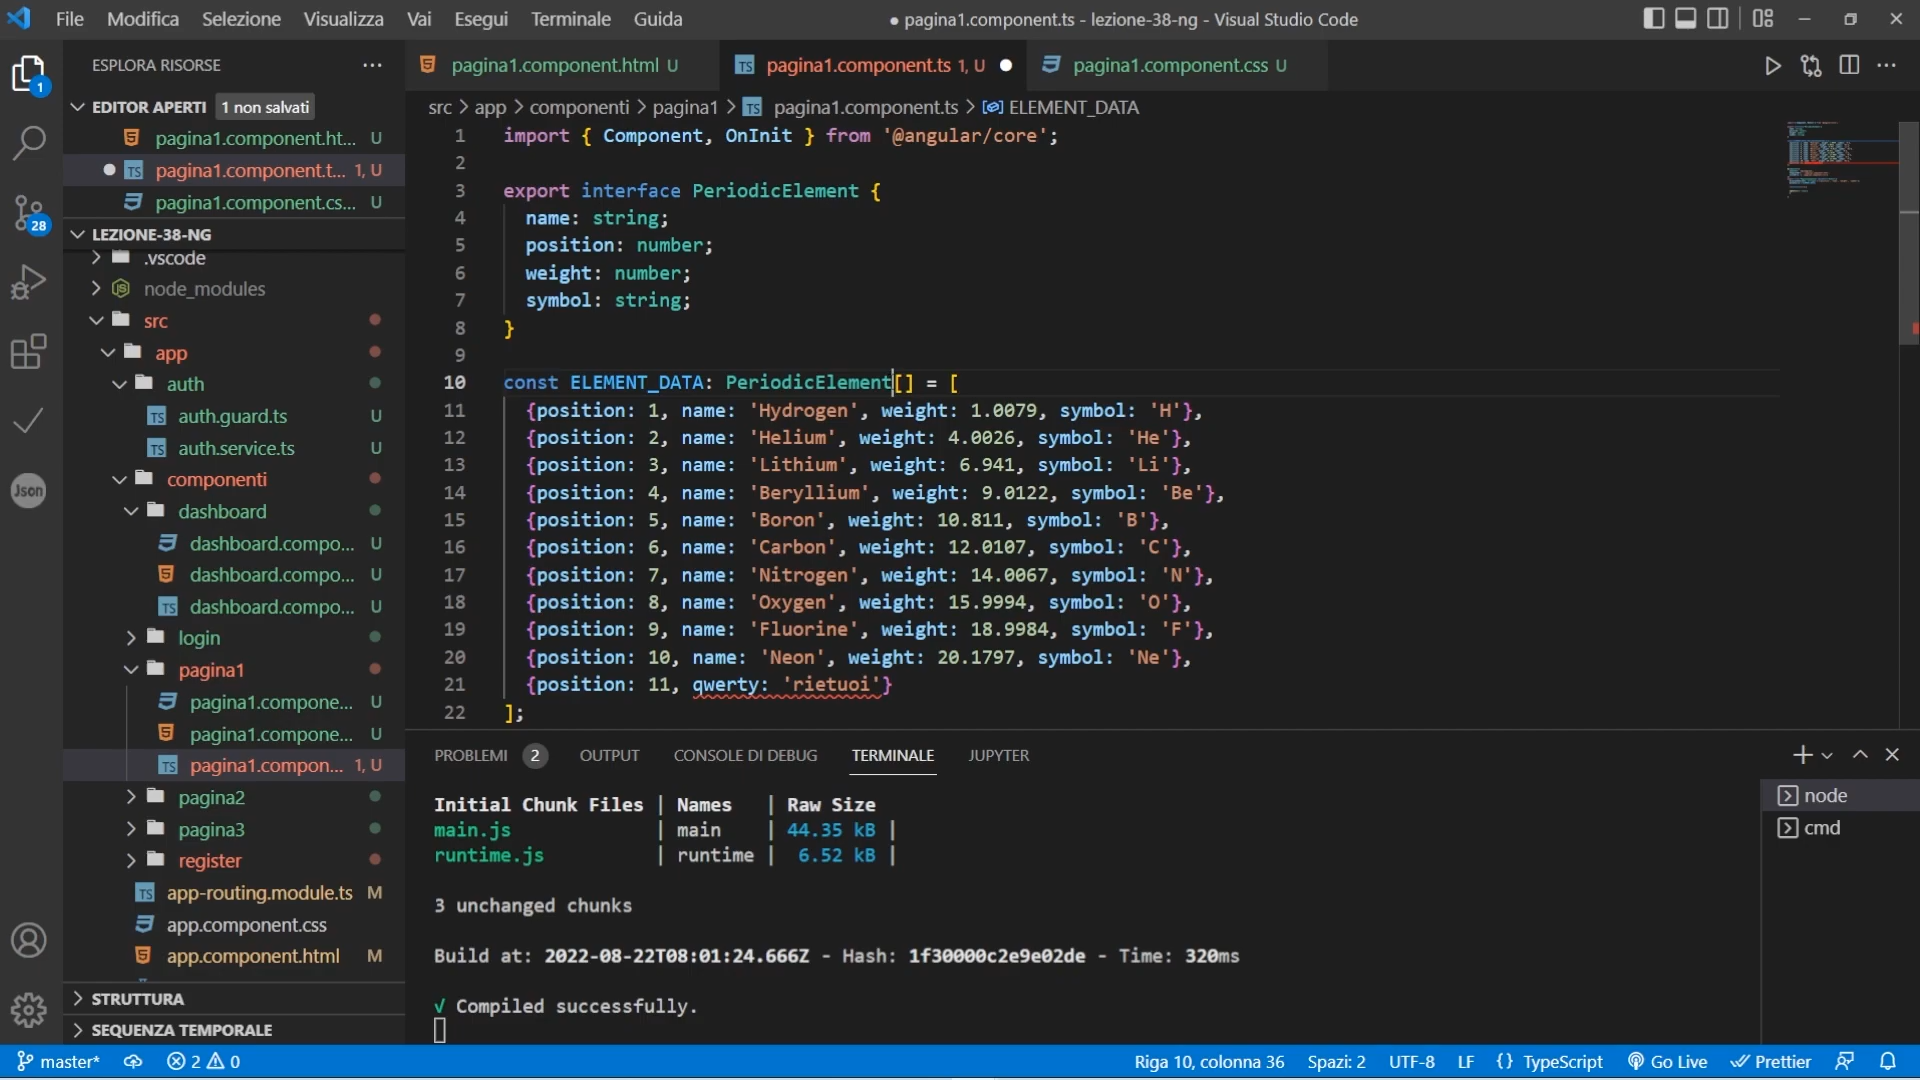 File Modifica Selezione Visualizza Vai Esegui Terminale Guida
● pagina1.component.ts - lezione-38-ng - Visual Studio Code
ESPLORA RISORSE
EDITOR APERTI 1 non salvati
pagina1.component.ht... U
pagina1.component.t... 1, U
pagina1.component.cs... U
LEZIONE-38-NG
.vscode
node_modules
src
app
auth
auth.guard.ts U
auth.service.ts U
componenti
dashboard
dashboard.compo... U
dashboard.compo... U
dashboard.compo... U
login
pagina1
pagina1.compone... U
pagina1.compone... U
pagina1.compon... 1, U
pagina2
pagina3
register
app-routing.module.ts M
app.component.css
app.component.html M
STRUTTURA
SEQUENZA TEMPORALE
1
28
Json
pagina1.component.html U
pagina1.component.ts 1, U
pagina1.component.css U
src > app > componenti > pagina1 > TS pagina1.component.ts > ELEMENT_DATA
1 import { Component, OnInit } from '@angular/core';
2
3 export interface PeriodicElement {
4 name: string;
5 position: number;
6 weight: number;
7 symbol: string;
8 }
9
10 const ELEMENT_DATA: PeriodicElement[] = [
11 {position: 1, name: 'Hydrogen', weight: 1.0079, symbol: 'H'},
12 {position: 2, name: 'Helium', weight: 4.0026, symbol: 'He'},
13 {position: 3, name: 'Lithium', weight: 6.941, symbol: 'Li'},
14 {position: 4, name: 'Beryllium', weight: 9.0122, symbol: 'Be'},
15 {position: 5, name: 'Boron', weight: 10.811, symbol: 'B'},
16 {position: 6, name: 'Carbon', weight: 12.0107, symbol: 'C'},
17 {position: 7, name: 'Nitrogen', weight: 14.0067, symbol: 'N'},
18 {position: 8, name: 'Oxygen', weight: 15.9994, symbol: 'O'},
19 {position: 9, name: 'Fluorine', weight: 18.9984, symbol: 'F'},
20 {position: 10, name: 'Neon', weight: 20.1797, symbol: 'Ne'},
21 {position: 11, qwerty: 'rietuoi'}
22 ];
PROBLEMI 2 OUTPUT CONSOLE DI DEBUG TERMINALE JUPYTER
Initial Chunk Files | Names | Raw Size
main.js | main | 44.35 kB |
runtime.js | runtime | 6.52 kB |
3 unchanged chunks
Build at: 2022-08-22T08:01:24.666Z - Hash: 1f30000c2e9e02de - Time: 320ms
√ Compiled successfully.
node
cmd
master* 2 0
Riga 10, colonna 36 Spazi: 2 UTF-8 LF {} TypeScript Go Live Prettier